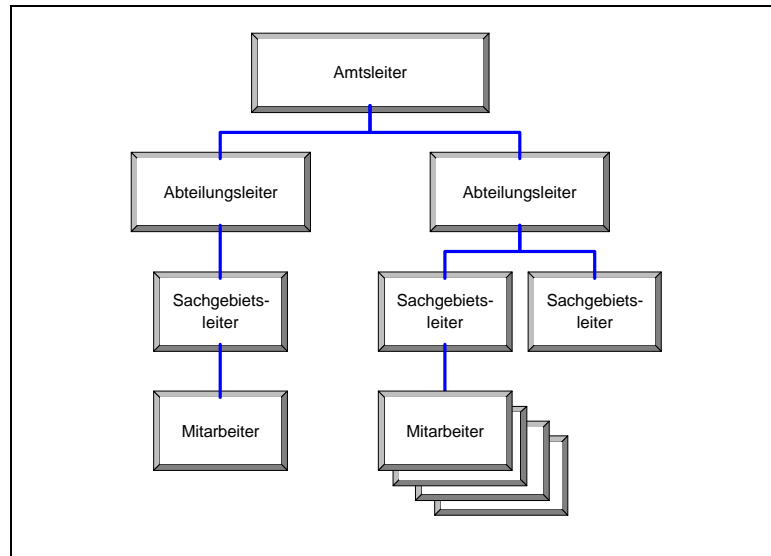 Amtsleiter
Abteilungsleiter
Abteilungsleiter
Sachgebiets-
leiter
Sachgebiets-
leiter
Sachgebiets-
leiter
Mitarbeiter
Mitarbeiter